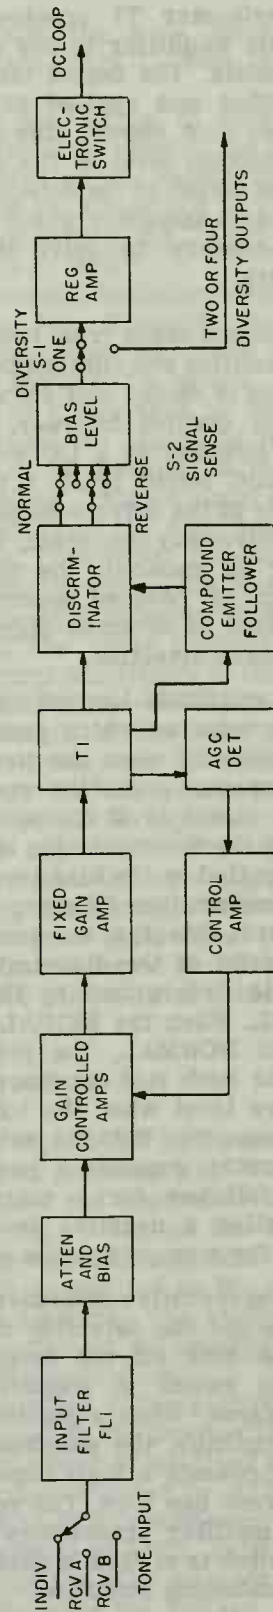 INDIV
RCV A
RCV B
TONE INPUT
INPUT
FILTER
FL1
ATTEN
AND
BIAS
GAIN
CONTROLLED
AMPS
FIXED
GAIN
AMP
T1
DISCRIM-
INATOR
NORMAL
REVERSE
BIAS
LEVEL
S-2
SIGNAL
SENSE
DIVERSITY
S-1
ONE
REG
AMP
ELEC-
TRONIC
SWITCH
DC LOOP
TWO OR FOUR
DIVERSITY OUTPUTS
COMPOUND
EMITTER
FOLLOWER
AGC
DET
CONTROL
AMP